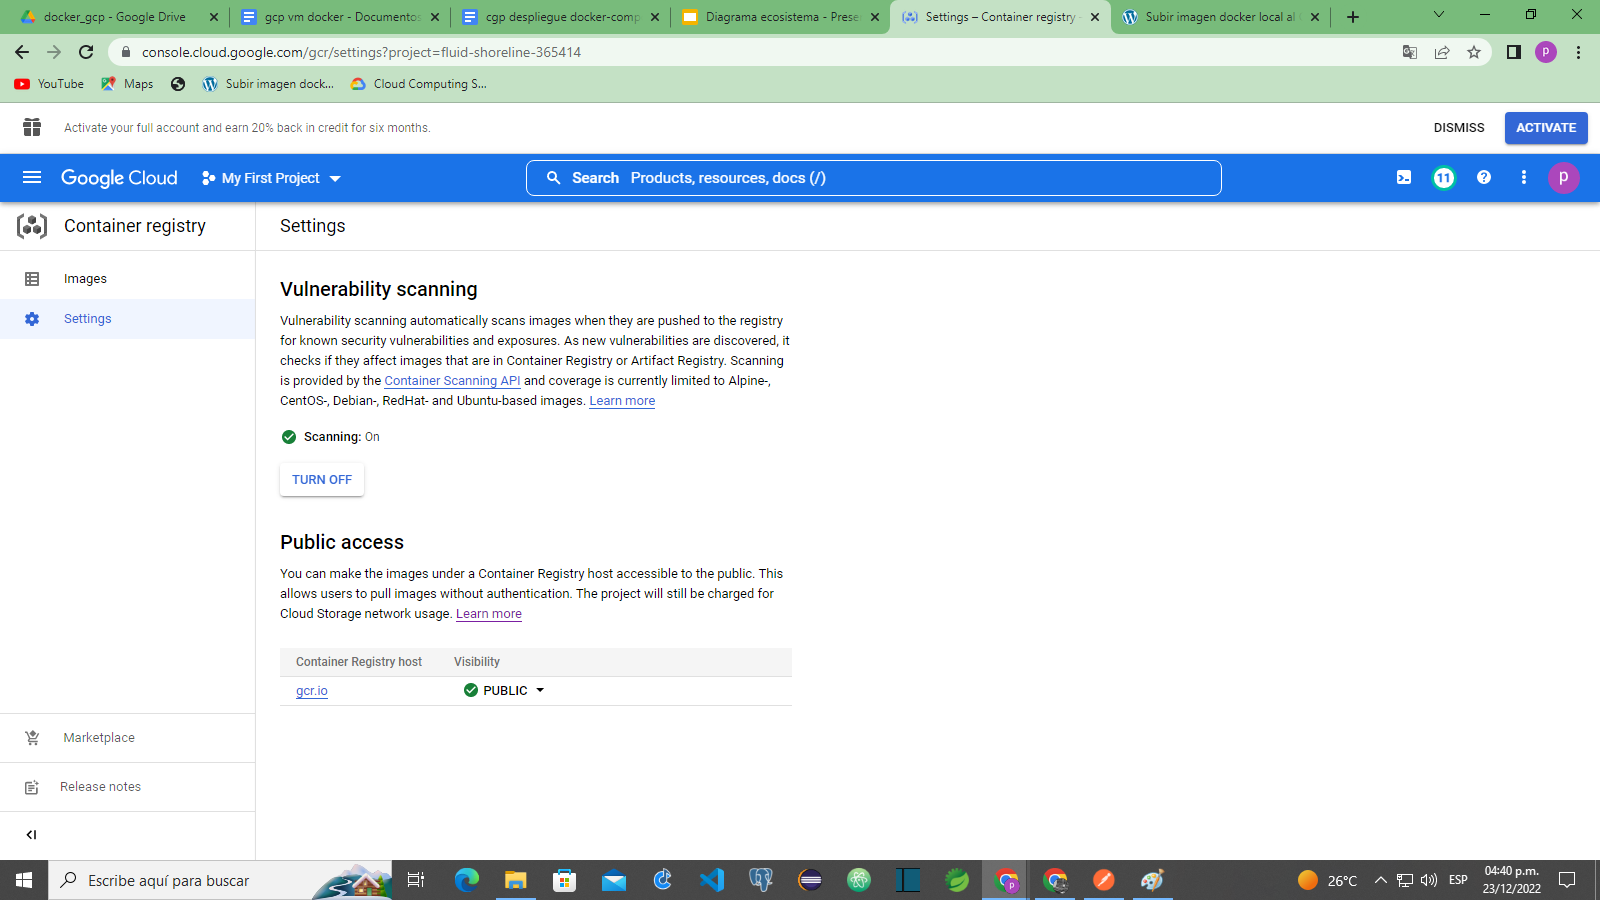 docker_gcp - Google Drive
gcp vm docker - Documentos
cgp despliegue docker-comp
Diagrama ecosistema - Prese
Settings – Container registry -
Subir imagen docker local al
console.cloud.google.com/gcr/settings?project=fluid-shoreline-365414
p
YouTube
Maps
Subir imagen dock...
Cloud Computing S...
Activate your full account and earn 20% back in credit for six months.
DISMISS
ACTIVATE
Google Cloud
My First Project
Search Products, resources, docs (/)
11
p
Container registry
Settings
Images
Settings
Vulnerability scanning
Vulnerability scanning automatically scans images when they are pushed to the registry
for known security vulnerabilities and exposures. As new vulnerabilities are discovered, it
checks if they affect images that are in Container Registry or Artifact Registry. Scanning
is provided by the Container Scanning API and coverage is currently limited to Alpine-,
CentOS-, Debian-, RedHat- and Ubuntu-based images. Learn more
Scanning: On
TURN OFF
Public access
You can make the images under a Container Registry host accessible to the public. This
allows users to pull images without authentication. The project will still be charged for
Cloud Storage network usage. Learn more
Container Registry host
Visibility
gcr.io
PUBLIC
Marketplace
Release notes
Escribe aquí para buscar
p
26°C
ESP
04:40 p.m.
23/12/2022